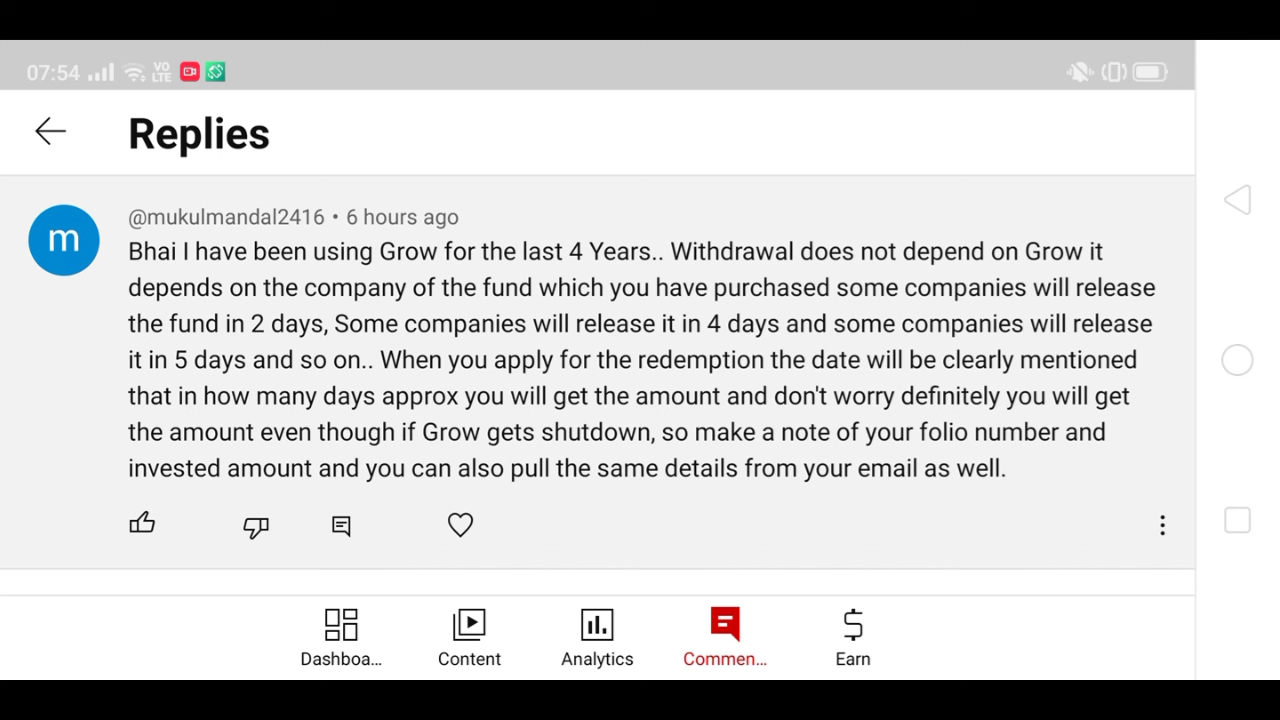 07:54 VO LTE
Replies
m
@mukulmandal2416 • 6 hours ago
Bhai I have been using Grow for the last 4 Years.. Withdrawal does not depend on Grow it
depends on the company of the fund which you have purchased some companies will release
the fund in 2 days, Some companies will release it in 4 days and some companies will release
it in 5 days and so on.. When you apply for the redemption the date will be clearly mentioned
that in how many days approx you will get the amount and don't worry definitely you will get
the amount even though if Grow gets shutdown, so make a note of your folio number and
invested amount and you can also pull the same details from your email as well.
Dashboa... Content Analytics Commen... Earn